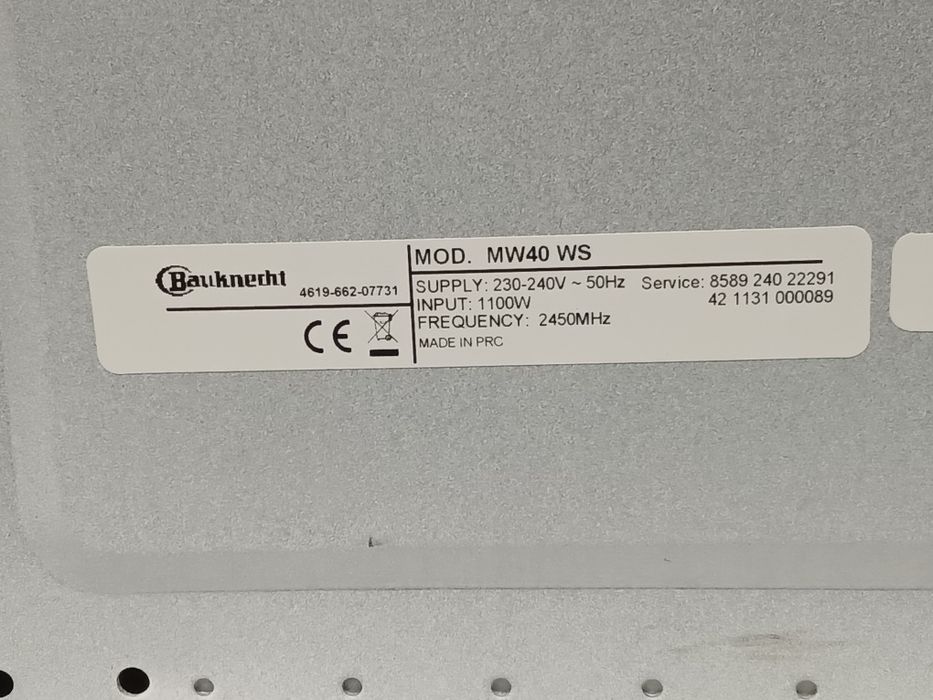 Bauknecht
4619-662-07731
CE
MOD. MW40 WS
SUPPLY: 230-240V ~ 50Hz Service: 8589 240 22291
INPUT: 1100W 42 1131 000089
FREQUENCY: 2450MHz
MADE IN PRC